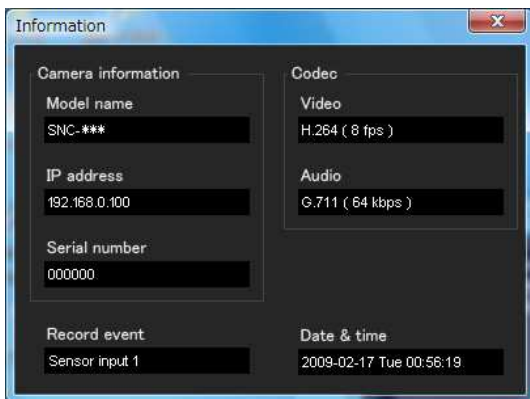 Information
Camera information
Model name
SNC-***
IP address
192.168.0.100
Serial number
000000
Codec
Video
H.264 ( 8 fps )
Audio
G.711 ( 64 kbps )
Record event
Sensor input 1
Date & time
2009-02-17 Tue 00:56:19